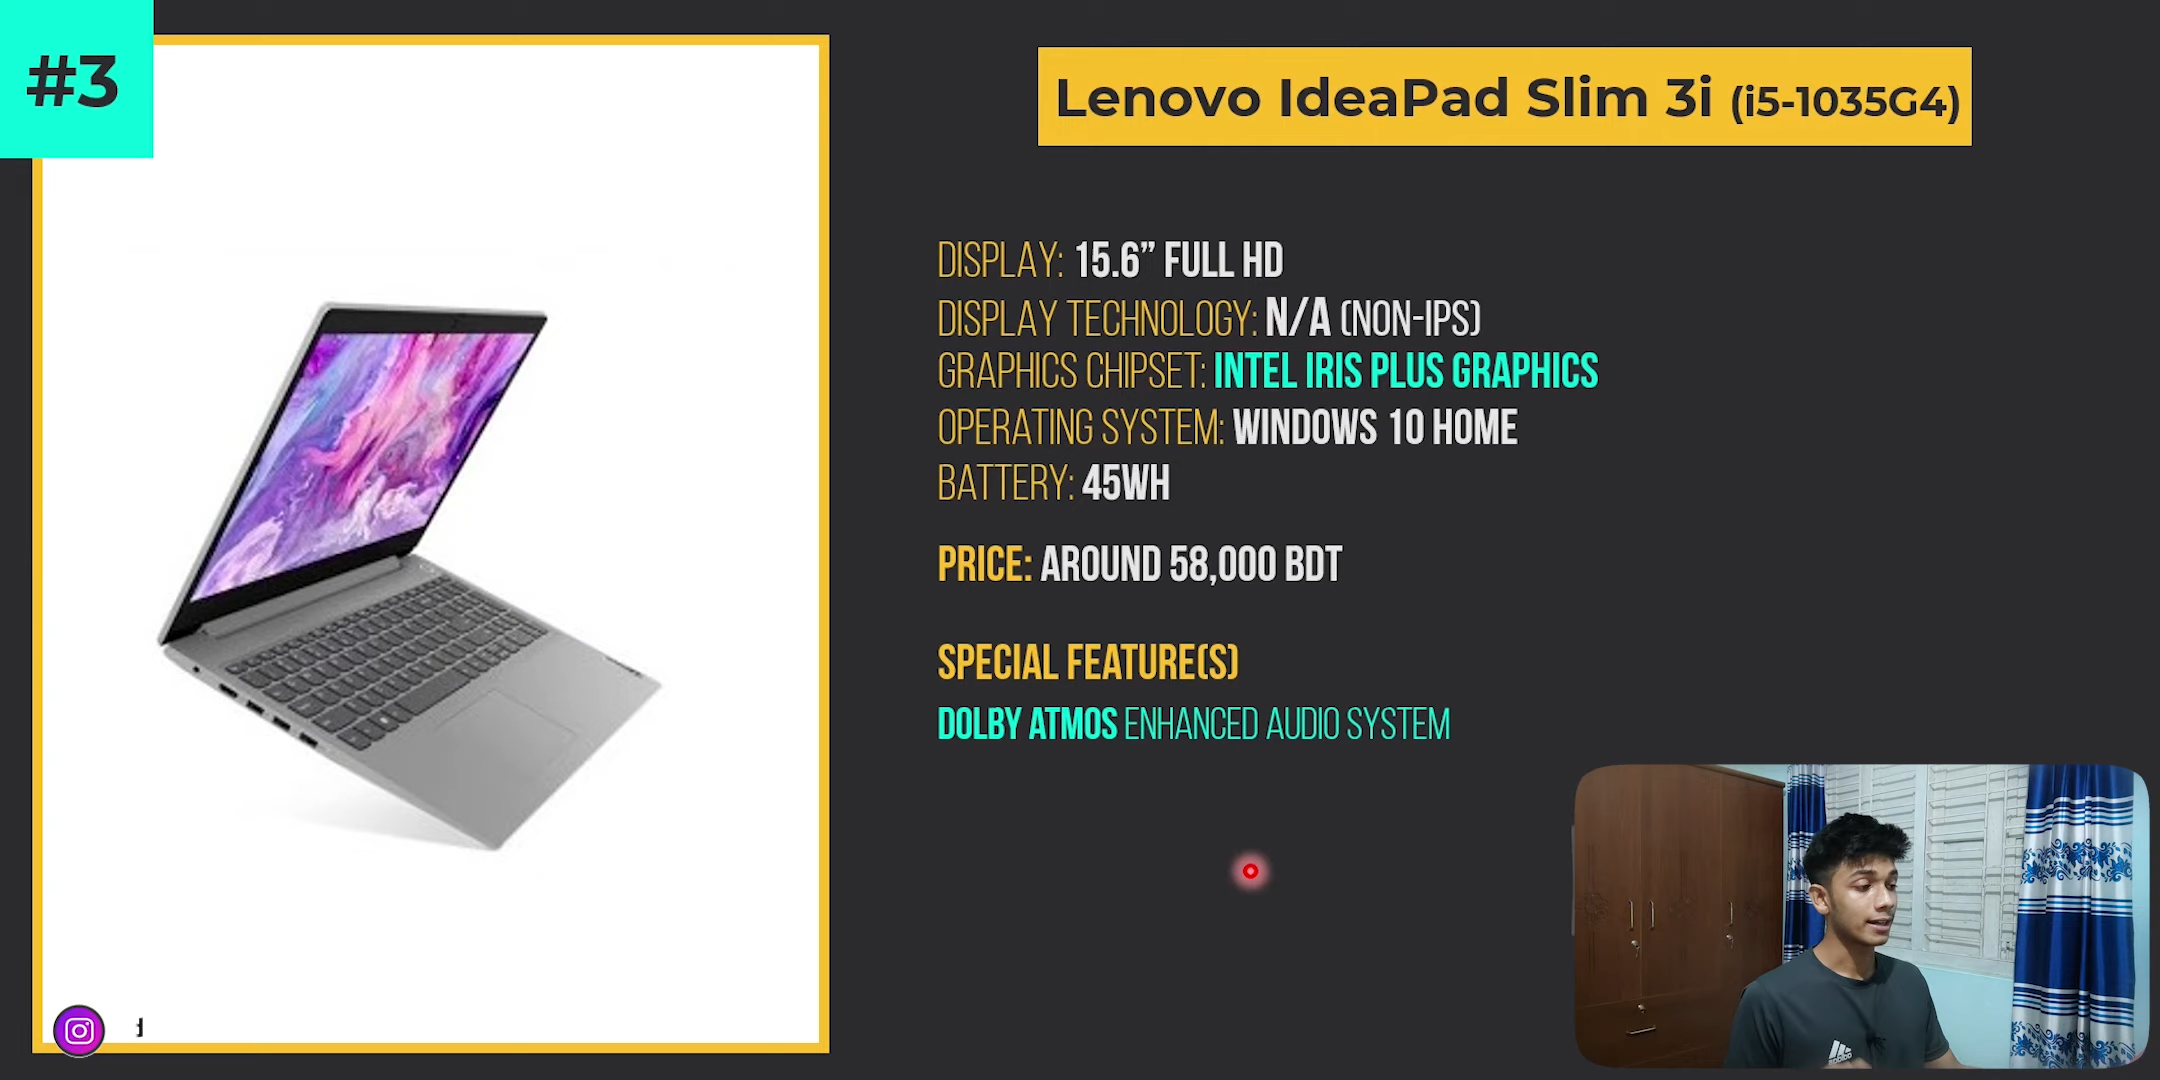 #3
Lenovo IdeaPad Slim 3i (i5-1035G4)
DISPLAY: 15.6” FULL HD
DISPLAY TECHNOLOGY: N/A (NON-IPS)
GRAPHICS CHIPSET: INTEL IRIS PLUS GRAPHICS
OPERATING SYSTEM: WINDOWS 10 HOME
BATTERY: 45WH
PRICE: AROUND 58,000 BDT
SPECIAL FEATURE(S)
DOLBY ATMOS ENHANCED AUDIO SYSTEM
adidas